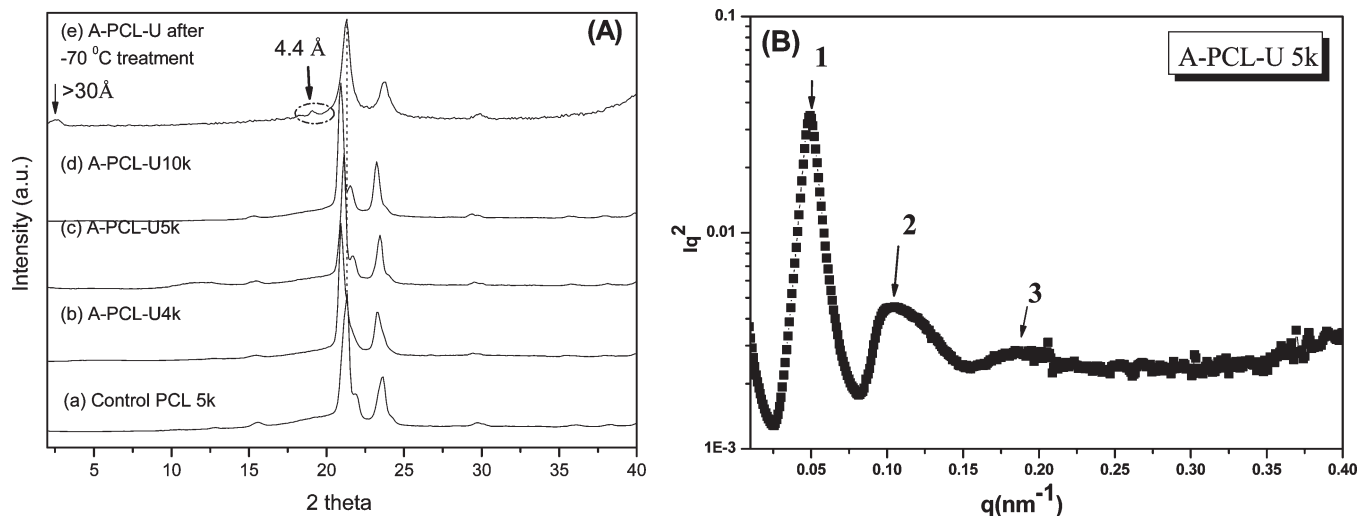 (e) A-PCL-U after
-70 ⁰C treatment
4.4 Å
(A)
>30Å
(d) A-PCL-U10k
(c) A-PCL-U5k
(b) A-PCL-U4k
(a) Control PCL 5k
Intensity (a.u.)
5 10 15 20 25 30 35 40
2 theta
(B)
1
A-PCL-U 5k
2
3
0.1
0.01
1E-3
Iq²
0.05 0.10 0.15 0.20 0.25 0.30 0.35 0.40
q(nm⁻¹)